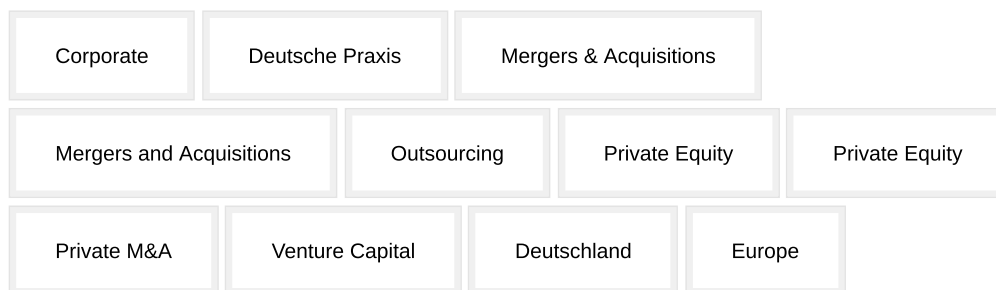 Corporate Deutsche Praxis Mergers & Acquisitions
Mergers and Acquisitions Outsourcing Private Equity Private Equity
Private M&A Venture Capital Deutschland Europe